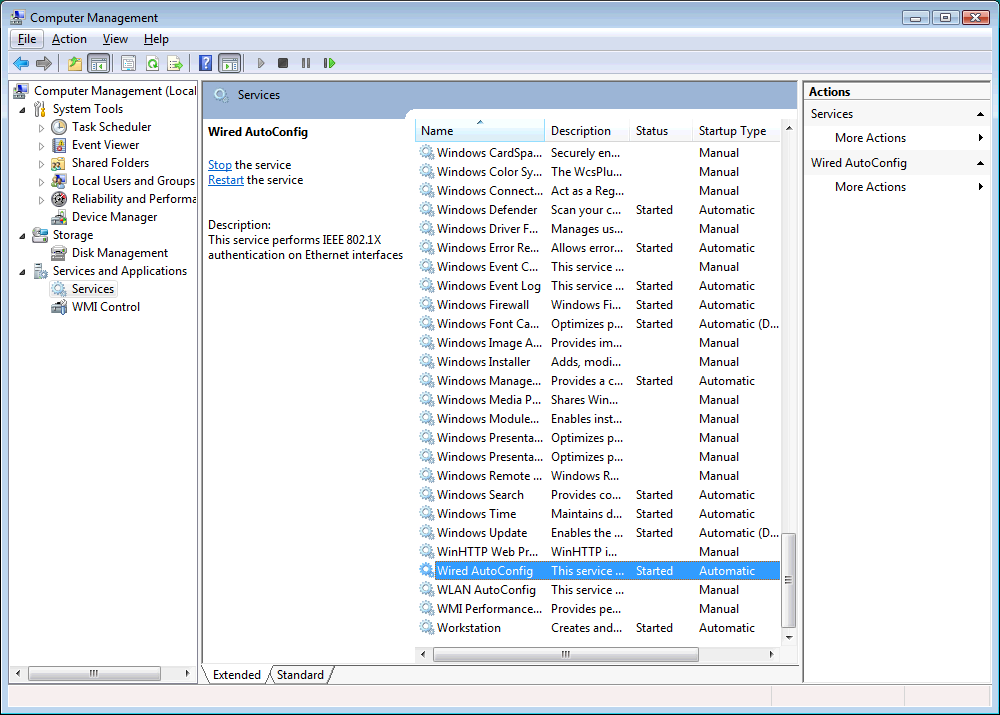 Computer Management
File Action View Help
Computer Management (Local
System Tools
Task Scheduler
Event Viewer
Shared Folders
Local Users and Groups
Reliability and Performa
Device Manager
Storage
Disk Management
Services and Applications
Services
WMI Control
Services
Wired AutoConfig
Stop the service
Restart the service
Description:
This service performs IEEE 802.1X
authentication on Ethernet interfaces
Name Description Status Startup Type
Windows CardSpa... Securely en... Manual
Windows Color Sy... The WcsPlu... Manual
Windows Connect... Act as a Reg... Manual
Windows Defender Scan your c... Started Automatic
Windows Driver F... Manages us... Manual
Windows Error Re... Allows error... Started Automatic
Windows Event C... This service ... Manual
Windows Event Log This service ... Started Automatic
Windows Firewall Windows Fi... Started Automatic
Windows Font Ca... Optimizes p... Started Automatic (D...
Windows Image A... Provides im... Manual
Windows Installer Adds, modi... Manual
Windows Manage... Provides a c... Started Automatic
Windows Media P... Shares Win... Manual
Windows Module... Enables inst... Manual
Windows Presenta... Optimizes p... Manual
Windows Presenta... Optimizes p... Manual
Windows Remote ... Windows R... Manual
Windows Search Provides co... Started Automatic
Windows Time Maintains d... Started Automatic
Windows Update Enables the ... Started Automatic (D...
WinHTTP Web Pr... WinHTTP i... Manual
Wired AutoConfig This service ... Started Automatic
WLAN AutoConfig This service ... Manual
WMI Performance... Provides pe... Manual
Workstation Creates and... Started Automatic
Extended Standard
Actions
Services
More Actions
Wired AutoConfig
More Actions